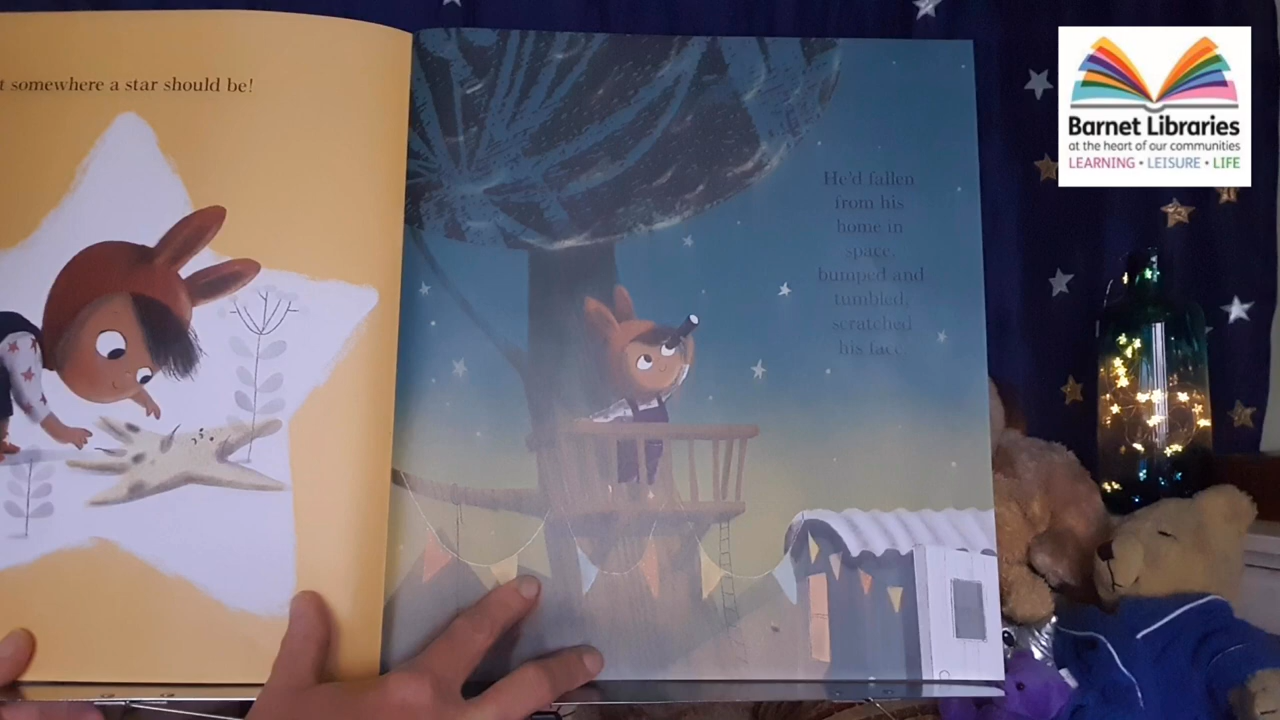 t somewhere a star should be!
He'd fallen
from his
home in
space,
bumped and
tumbled,
scratched
his face.
Barnet Libraries
at the heart of our communities
LEARNING • LEISURE • LIFE